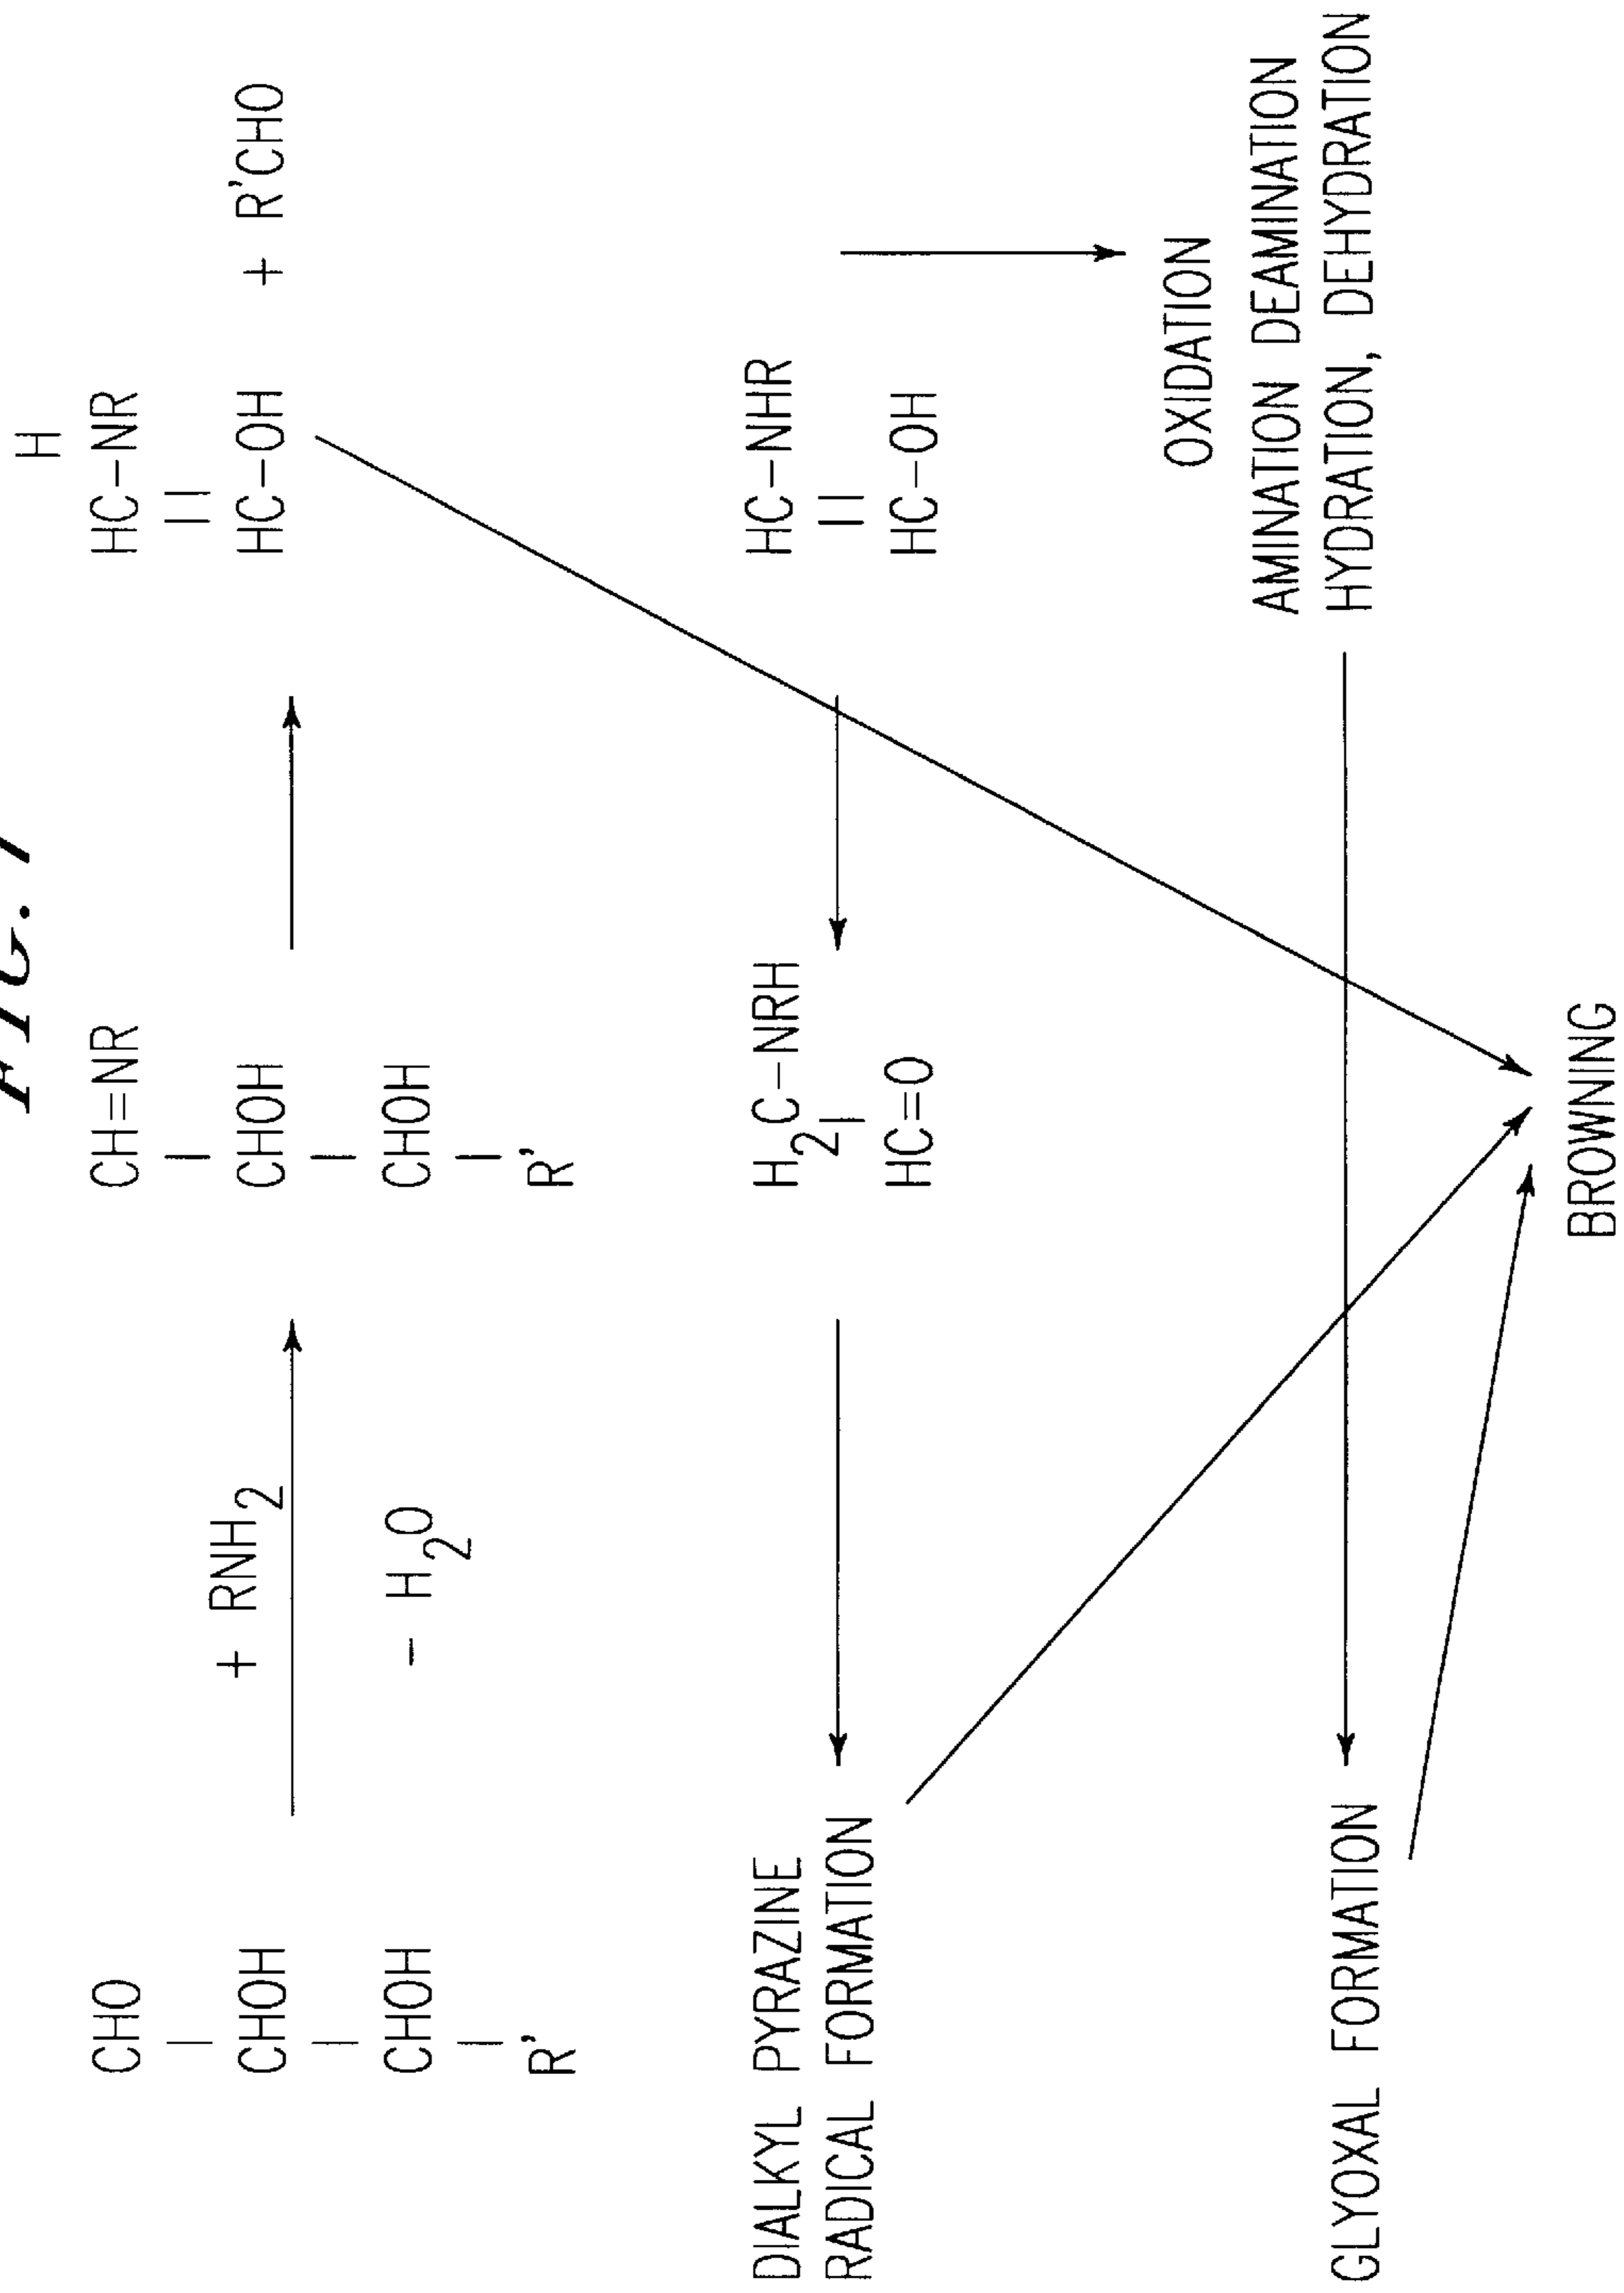 FIG. 1
H
CHO CH=NR HC-NR
+ RNH2
CHOH CHOH HC-OH + R'CHO
- H2O
CHOH CHOH
R' R'
DIALKYL PYRAZINE H2C-NRH HC-NHR
RADICAL FORMATION
HC=O HC-OH
OXIDATION
AMINATION DEAMINATION
GLYOXAL FORMATION HYDRATION, DEHYDRATION
BROWNING